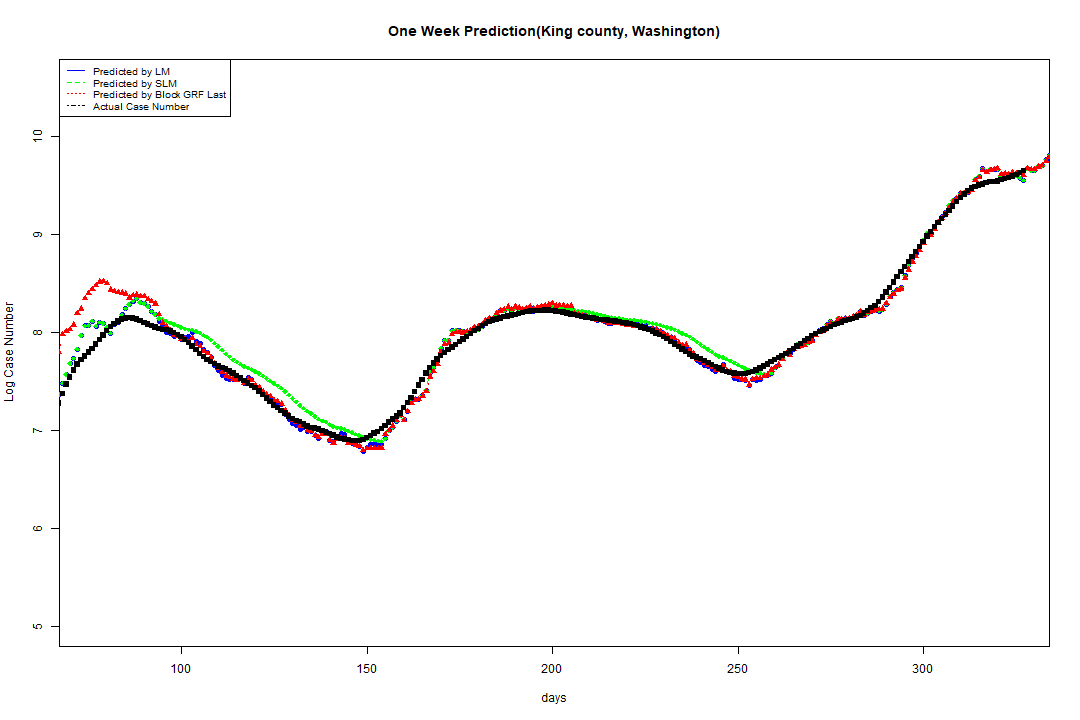 One Week Prediction(King county, Washington)
Predicted by LM
Predicted by SLM
Predicted by Block GRF Last
Actual Case Number
10
9
8
7
6
5
Log Case Number
100 150 200 250 300
days